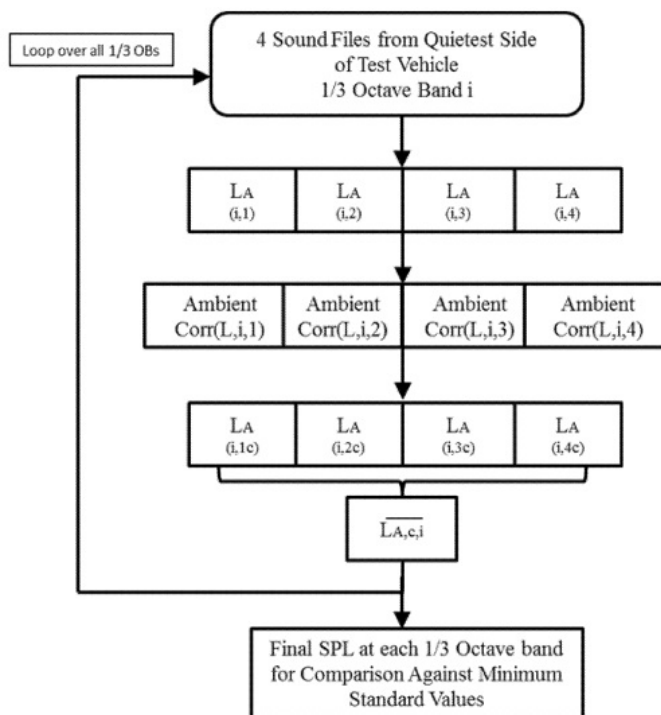 Loop over all 1/3 OBs
4 Sound Files from Quietest Side
of Test Vehicle
1/3 Octave Band i
LA LA LA LA
(i,1) (i,2) (i,3) (i,4)
Ambient Ambient Ambient Ambient
Corr(L,i,1) Corr(L,i,2) Corr(L,i,3) Corr(L,i,4)
LA LA LA LA
(i,1c) (i,2c) (i,3c) (i,4c)
LA,c,i
Final SPL at each 1/3 Octave band
for Comparison Against Minimum
Standard Values